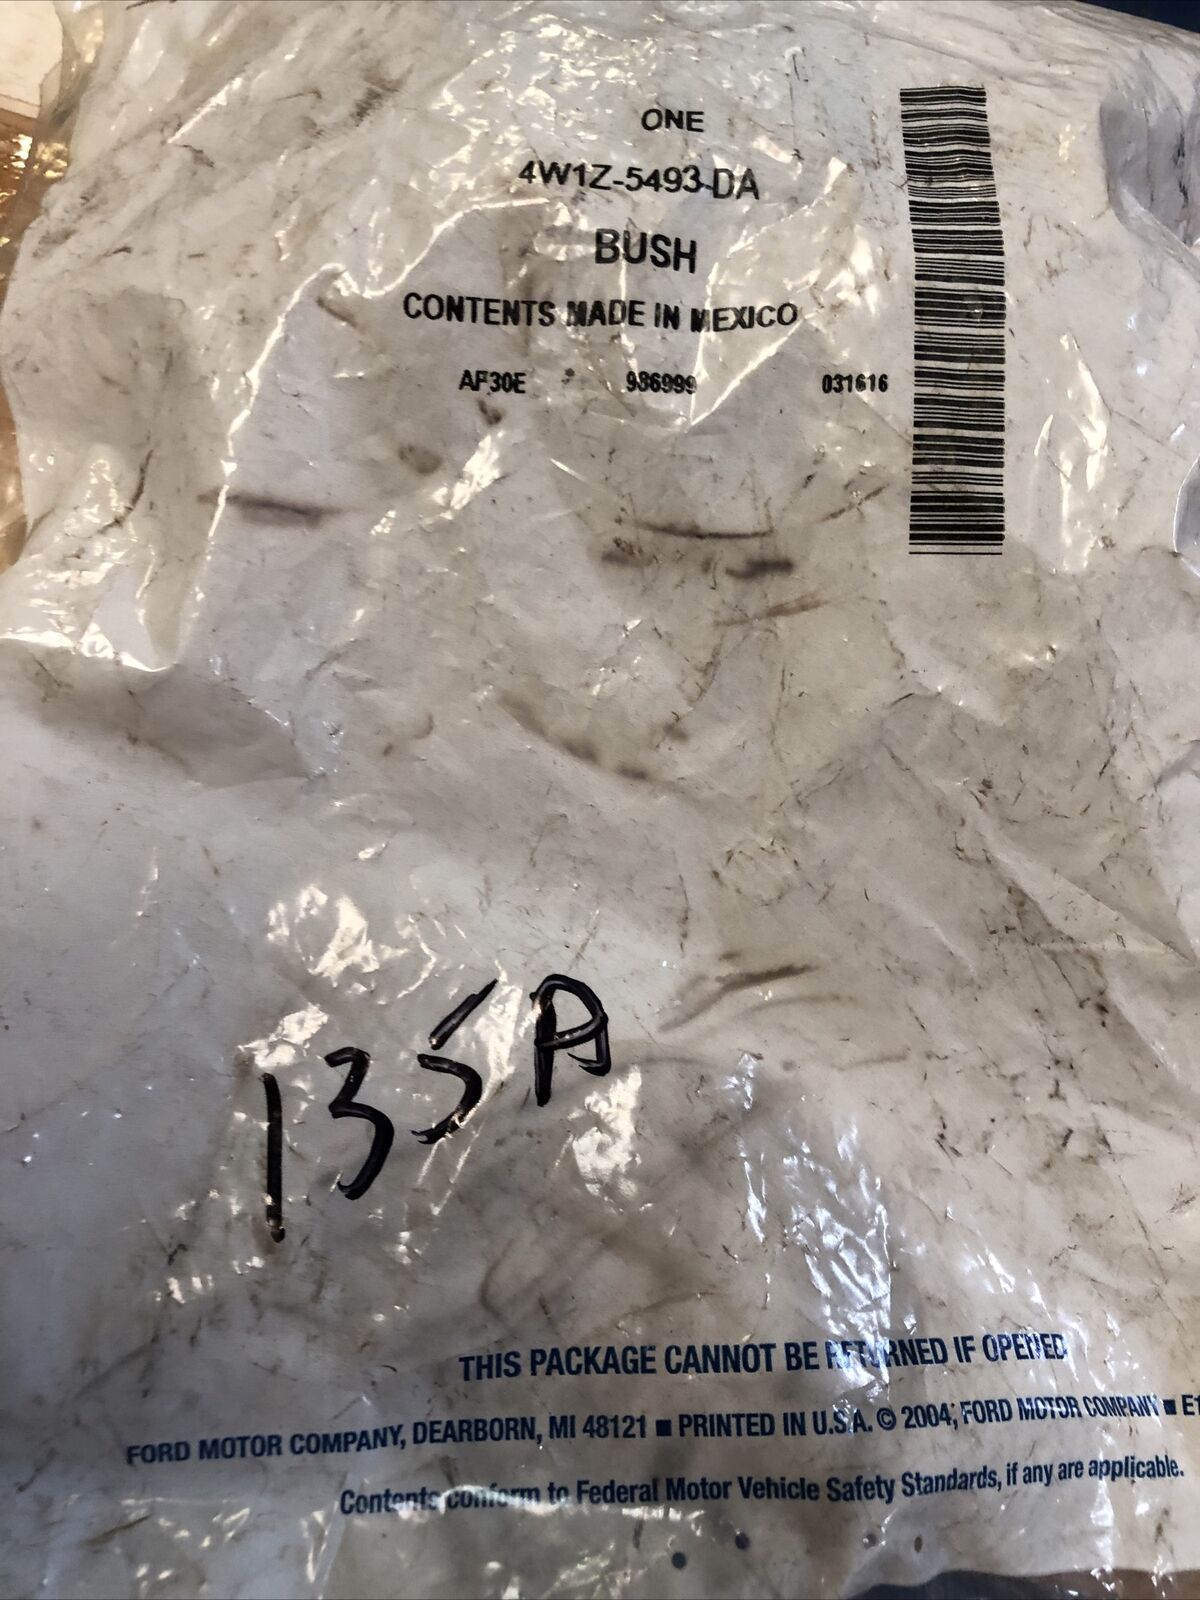 ONE
4W1Z-5493-DA
BUSH
CONTENTS MADE IN MEXICO
AF30E 986999 031616
135A
THIS PACKAGE CANNOT BE RETURNED IF OPENED
FORD MOTOR COMPANY, DEARBORN, MI 48121 ■ PRINTED IN U.S.A. © 2004, FORD MOTOR COMPANY ■ E1
Contents conform to Federal Motor Vehicle Safety Standards, if any are applicable.